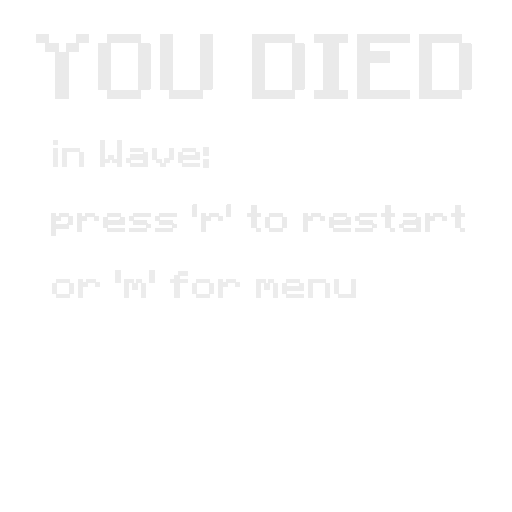 YOU DIED
in Wave:
press 'r' to restart
or 'm' for menu